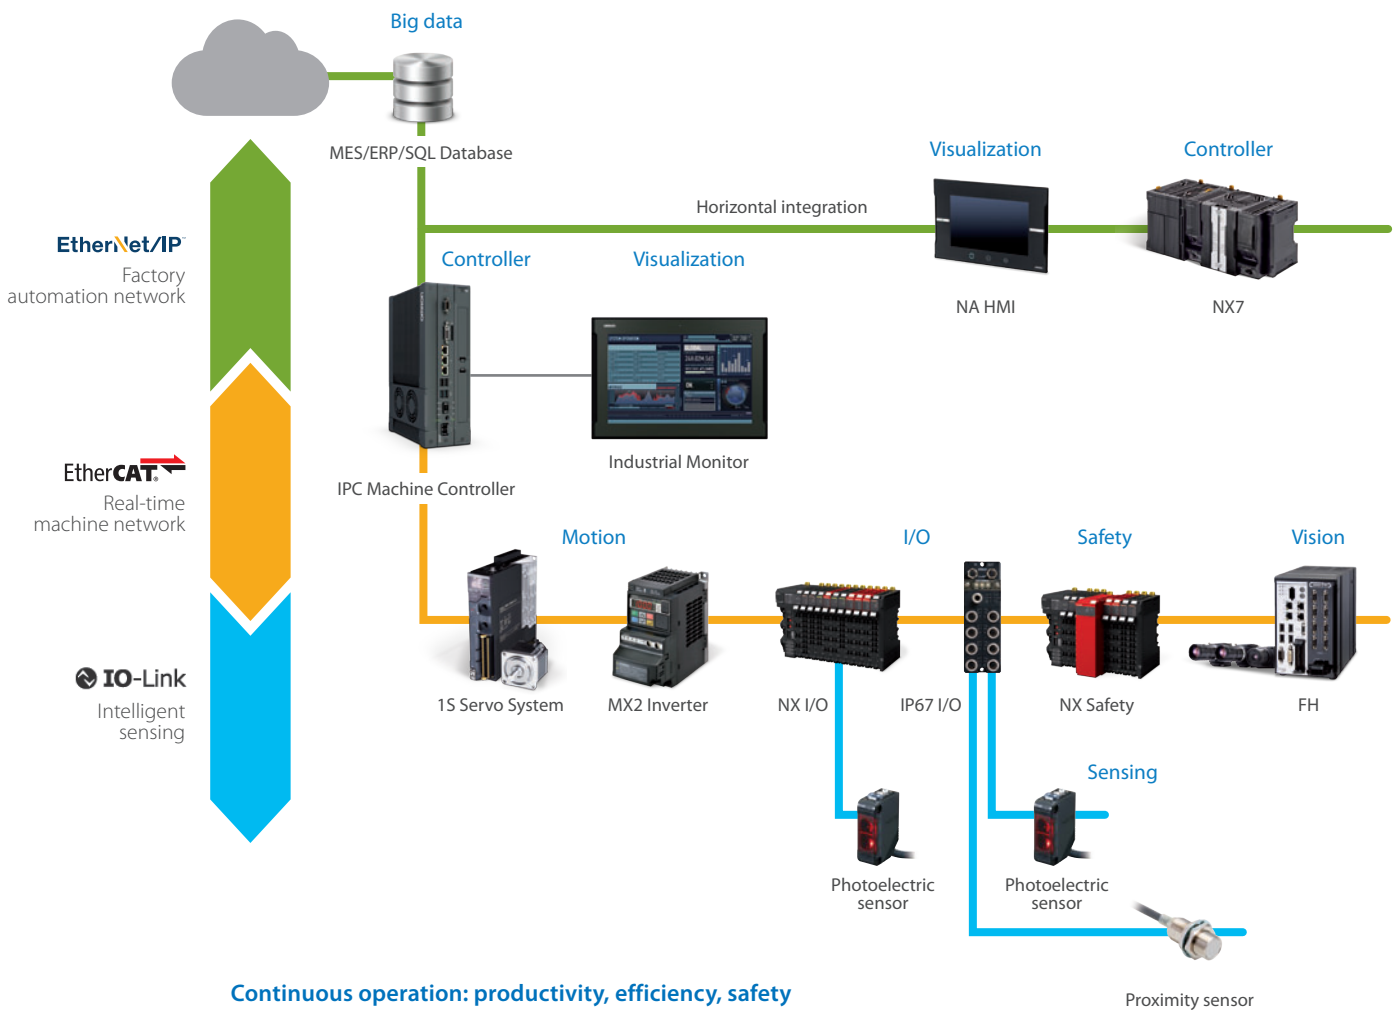 Big data
MES/ERP/SQL Database
Visualization
Controller
Horizontal integration
EtherNet/IP™
Factory
automation network
Controller
Visualization
NA HMI
NX7
Industrial Monitor
EtherCAT®
Real-time
machine network
IPC Machine Controller
Motion
I/O
Safety
Vision
1S Servo System
MX2 Inverter
NX I/O
IP67 I/O
NX Safety
FH
IO-Link
Intelligent
sensing
Sensing
Photoelectric
sensor
Photoelectric
sensor
Continuous operation: productivity, efficiency, safety
Proximity sensor